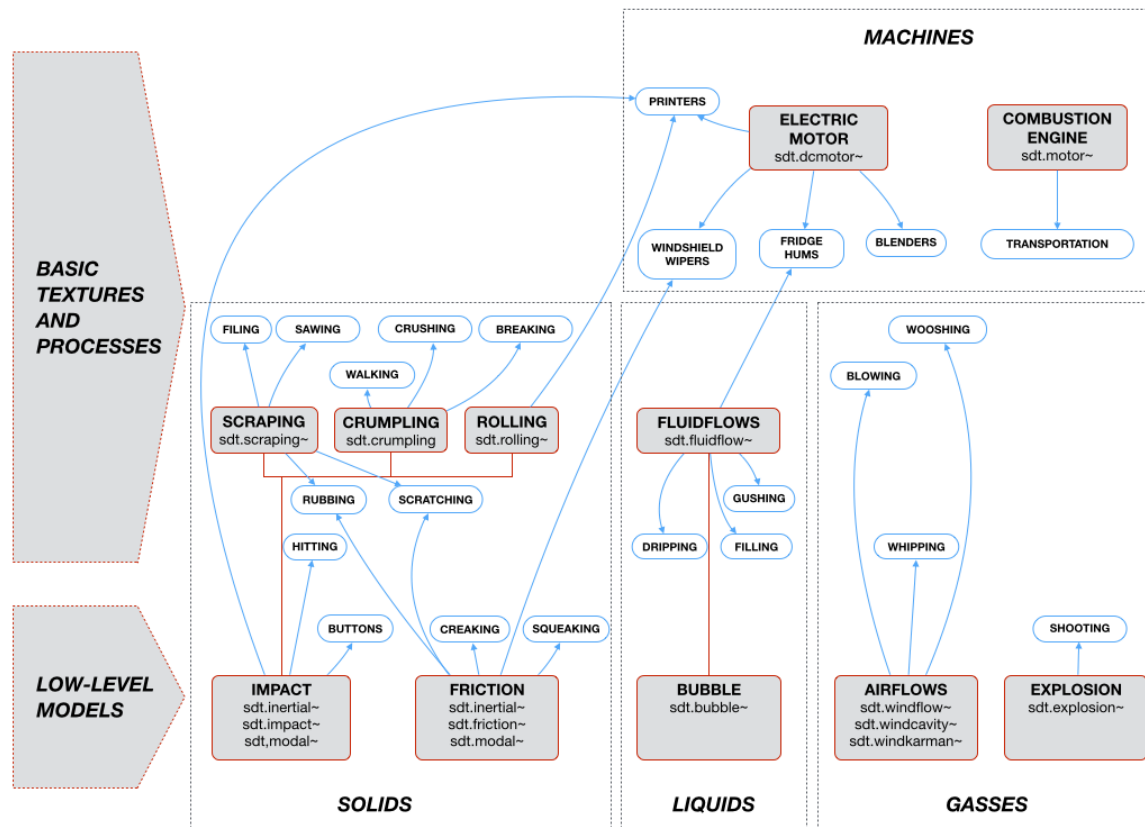 MACHINES
PRINTERS
ELECTRIC
MOTOR
sdt.dcmotor~
COMBUSTION
ENGINE
sdt.motor~
WINDSHIELD
WIPERS
FRIDGE
HUMS
BLENDERS
TRANSPORTATION
BASIC
TEXTURES
AND
PROCESSES
FILING
SAWING
CRUSHING
BREAKING
WALKING
SCRAPING
sdt.scraping~
CRUMPLING
sdt.crumpling
ROLLING
sdt.rolling~
RUBBING
SCRATCHING
HITTING
BUTTONS
CREAKING
SQUEAKING
FLUIDFLOWS
sdt.fluidflow~
GUSHING
DRIPPING
FILLING
WOOSHING
BLOWING
WHIPPING
SHOOTING
LOW-LEVEL
MODELS
IMPACT
sdt.inertial~
sdt.impact~
sdt,modal~
FRICTION
sdt.inertial~
sdt.friction~
sdt.modal~
BUBBLE
sdt.bubble~
AIRFLOWS
sdt.windflow~
sdt.windcavity~
sdt.windkarman~
EXPLOSION
sdt.explosion~
SOLIDS
LIQUIDS
GASSES